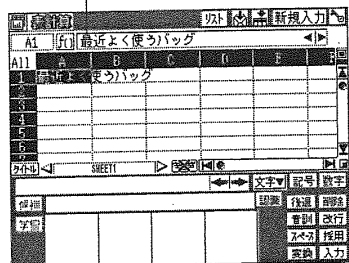 表計算 リスト 新規入力
A1 f() 最近よく使うバッグ
All A B C D E F
1 最近よく使うバッグ
2
3
4
5
6
7
タイトル SHEET1
文字▼ 記号 数字
候補 認識 後退 削除
学習 音訓 改行
スペース 採用
変換 入力